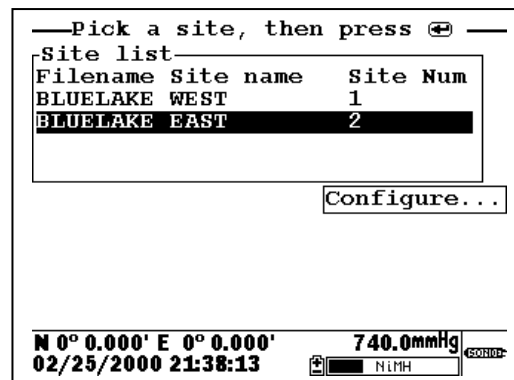 Pick a site, then press
Site list
Filename Site name Site Num
BLUELAKE WEST 1
BLUELAKE EAST 2
Configure...
N 0° 0.000' E 0° 0.000' 740.0mmHg
02/25/2000 21:38:13 NiMH
SONDE